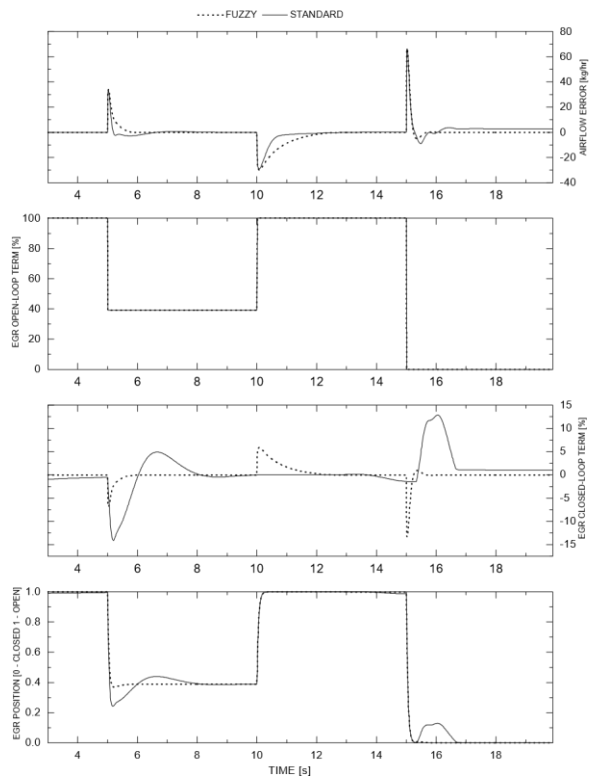 FUZZY STANDARD
80
60
40
20
0
-20
-40
AIRFLOW ERROR [kg/hr]
4 6 8 10 12 14 16 18
EGR OPEN-LOOP TERM [%]
100
80
60
40
20
0
4 6 8 10 12 14 16 18
15
10
5
0
-5
-10
-15
EGR CLOSED-LOOP TERM [%]
4 6 8 10 12 14 16 18
EGR POSITION [0 - CLOSED 1 - OPEN]
1.0
0.8
0.6
0.4
0.2
0.0
4 6 8 10 12 14 16 18
TIME [s]